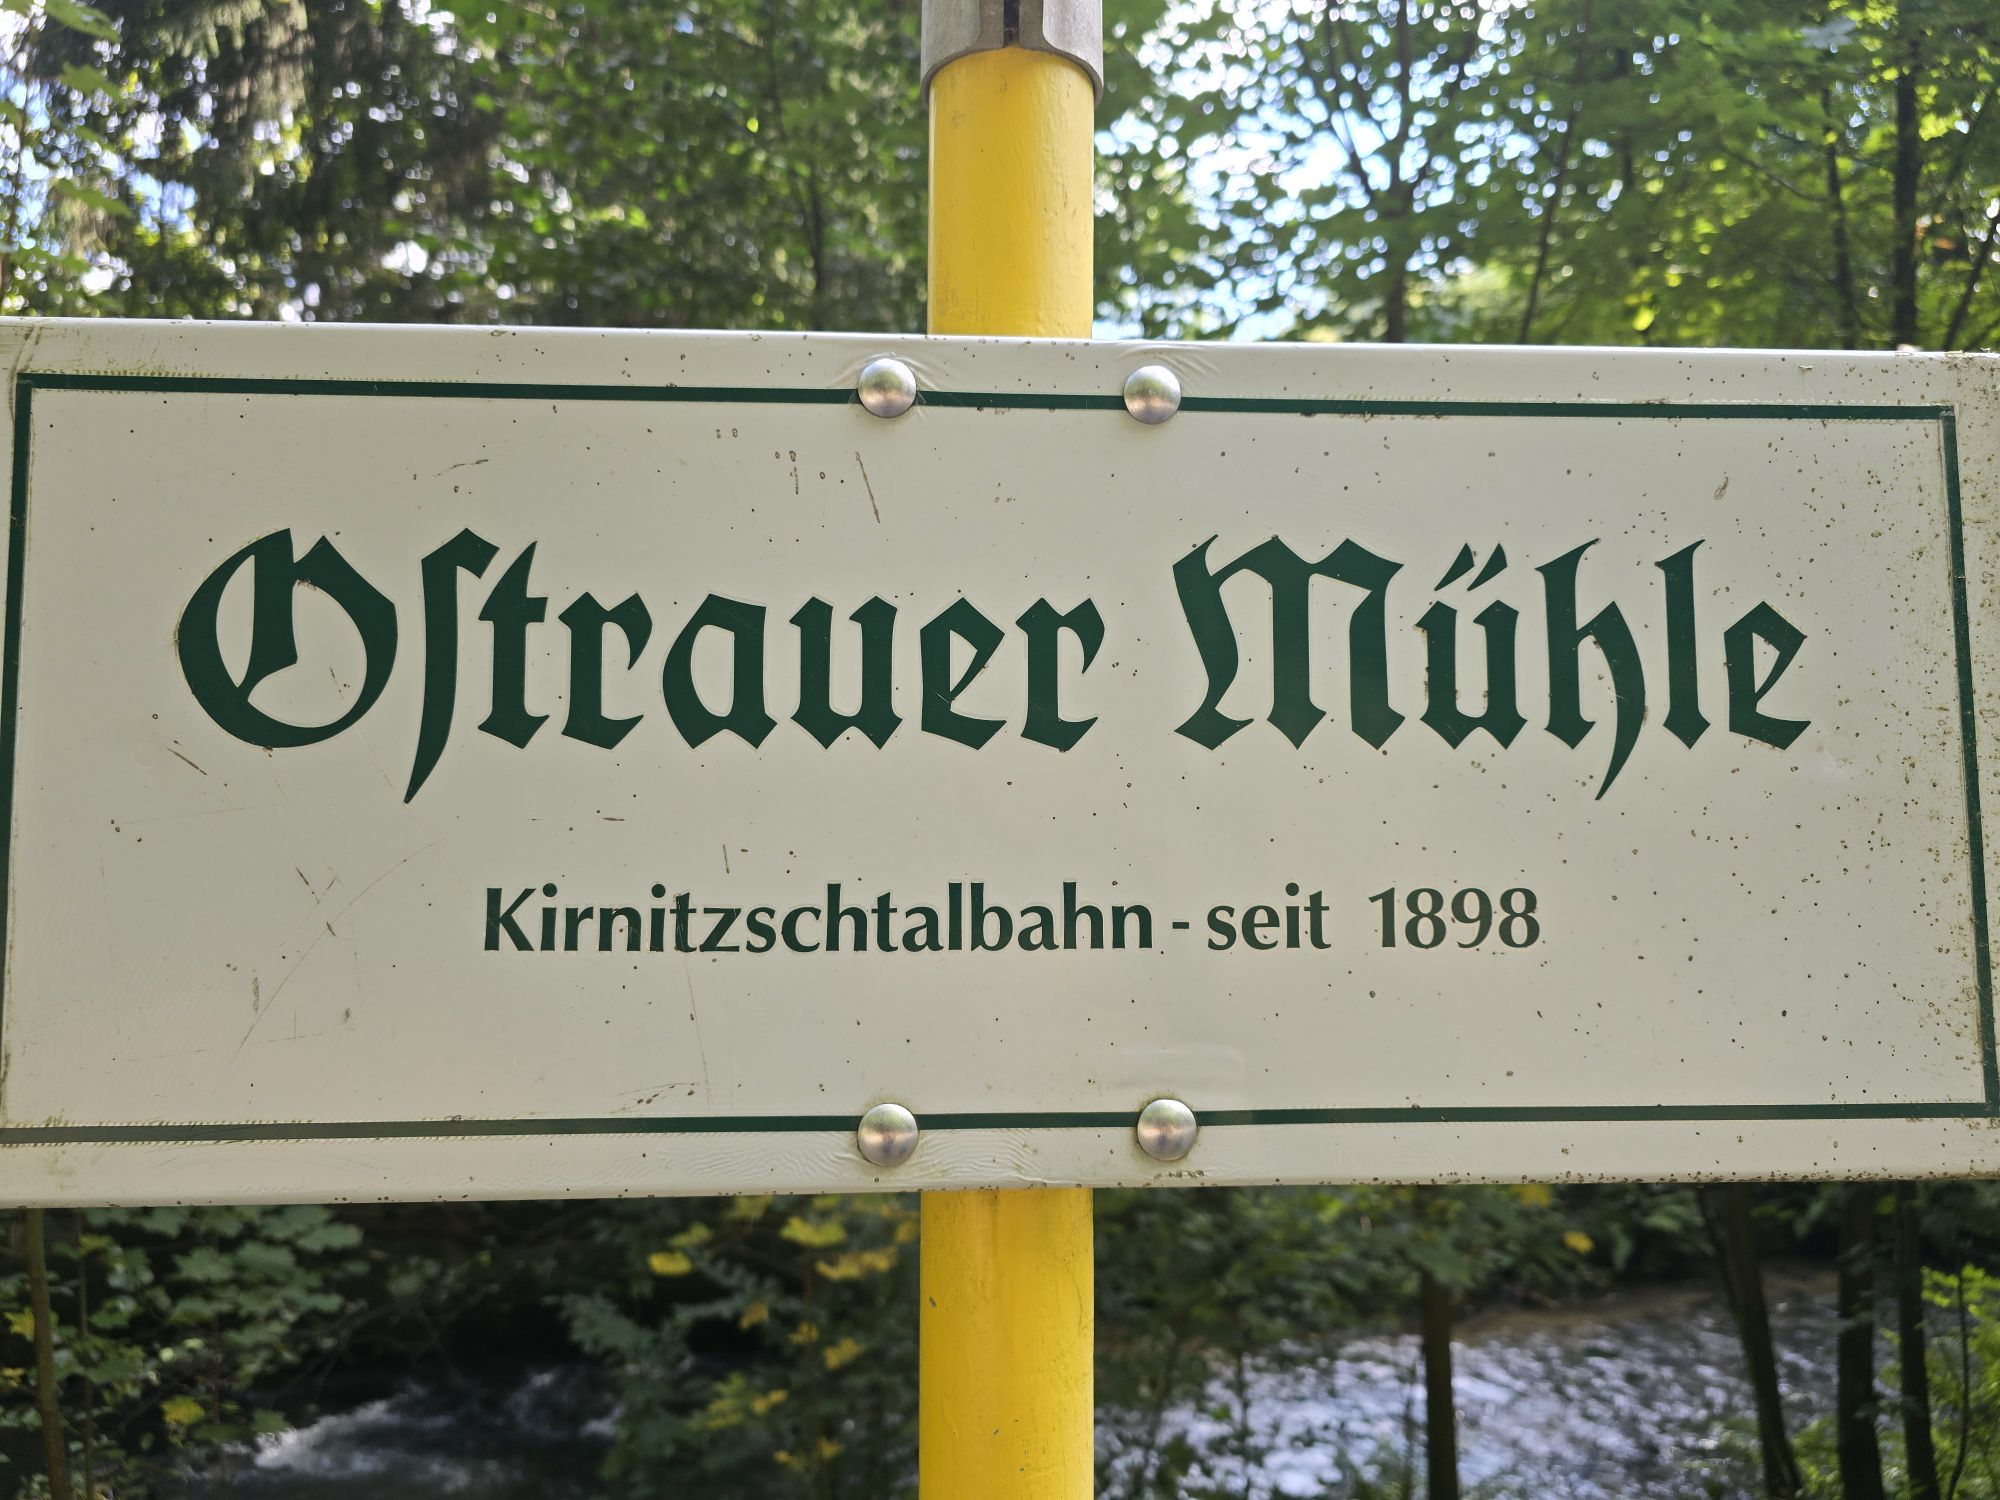 Oſtrauer Mühle
Kirnitzschtalbahn - seit 1898